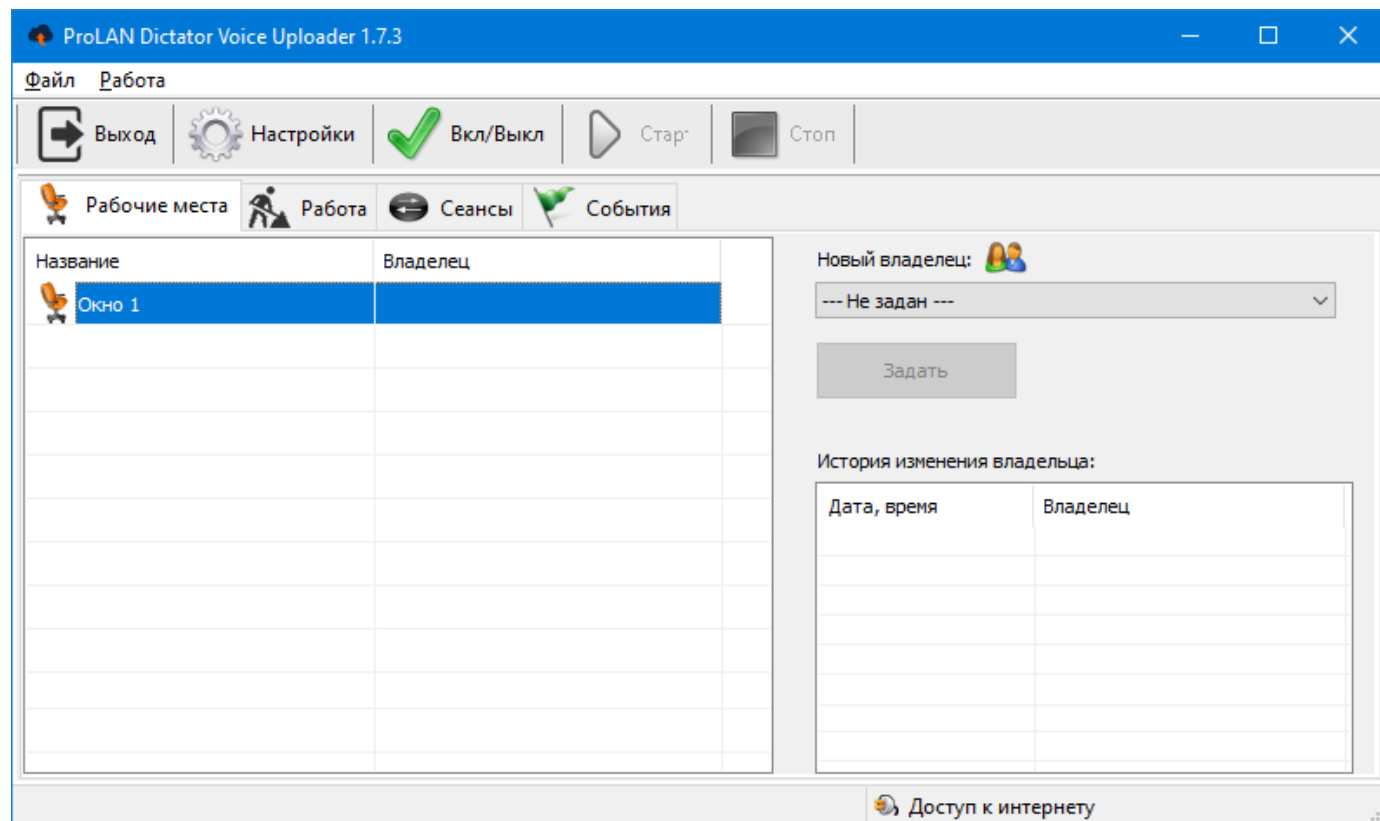 ProLAN Dictator Voice Uploader 1.7.3
Файл Работа
Выход Настройки Вкл/Выкл Стар Стоп
Рабочие места Работа Сеансы События
Название Владелец
Окно 1
Новый владелец:
--- Не задан ---
Задать
История изменения владельца:
Дата, время Владелец
Доступ к интернету